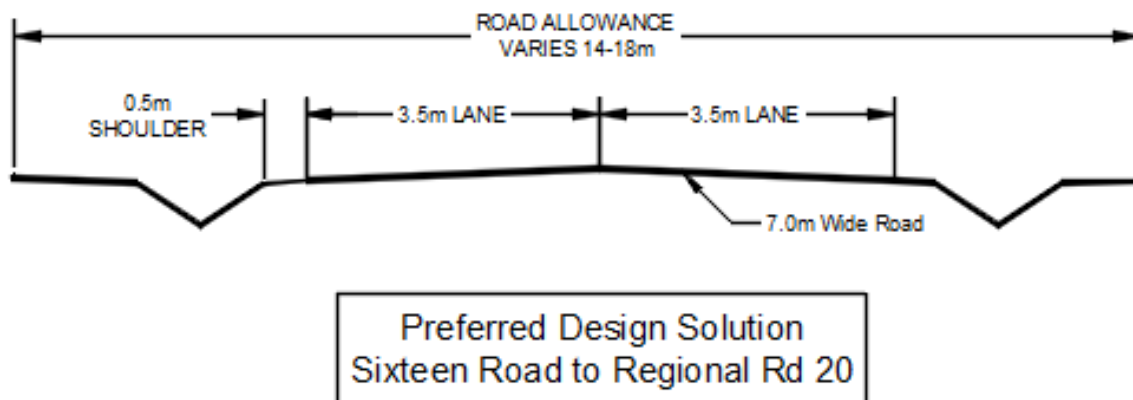 ROAD ALLOWANCE
VARIES 14-18m
0.5m
SHOULDER
3.5m LANE
3.5m LANE
7.0m Wide Road
Preferred Design Solution
Sixteen Road to Regional Rd 20